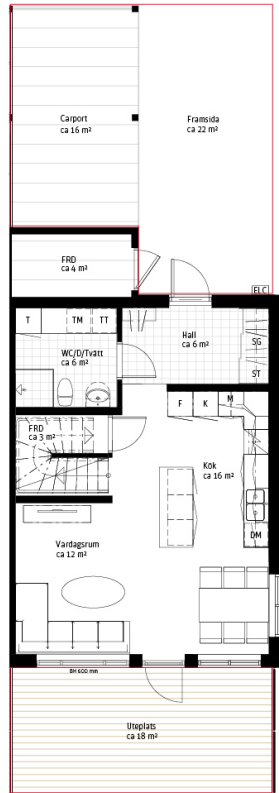 Carport
ca 16 m²
Framsida
ca 22 m²
FRD
ca 4 m²
ELC
T
TM
TT
WC/D/Tvätt
ca 6 m²
Hall
ca 6 m²
SG
ST
F
K
M
FRD
ca 3 m²
Kök
ca 16 m²
DM
Vardagsrum
ca 12 m²
BH 600 mm
Uteplats
ca 18 m²